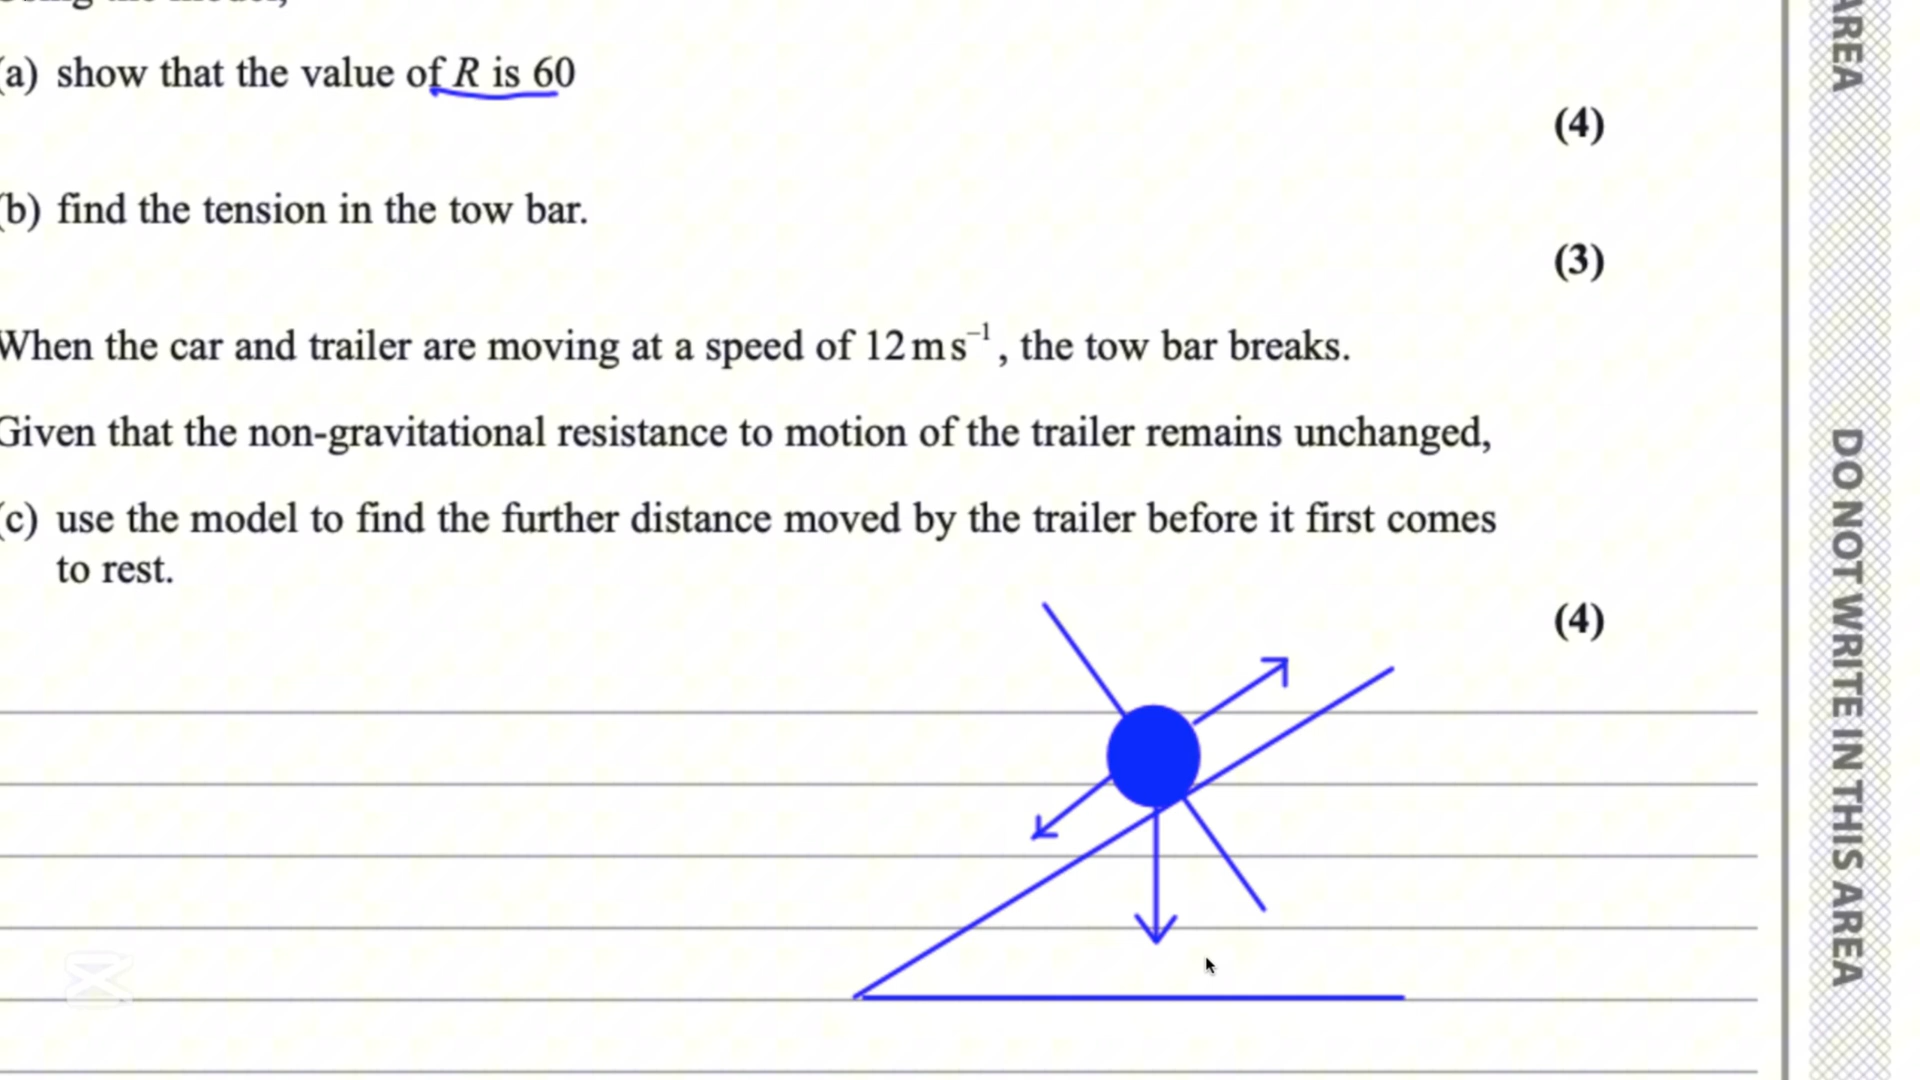 (a) show that the value of R is 60
(4)
(b) find the tension in the tow bar.
(3)
When the car and trailer are moving at a speed of 12 m s⁻¹, the tow bar breaks.
Given that the non-gravitational resistance to motion of the trailer remains unchanged,
(c) use the model to find the further distance moved by the trailer before it first comes
to rest.
(4)
AREA
DO NOT WRITE IN THIS AREA